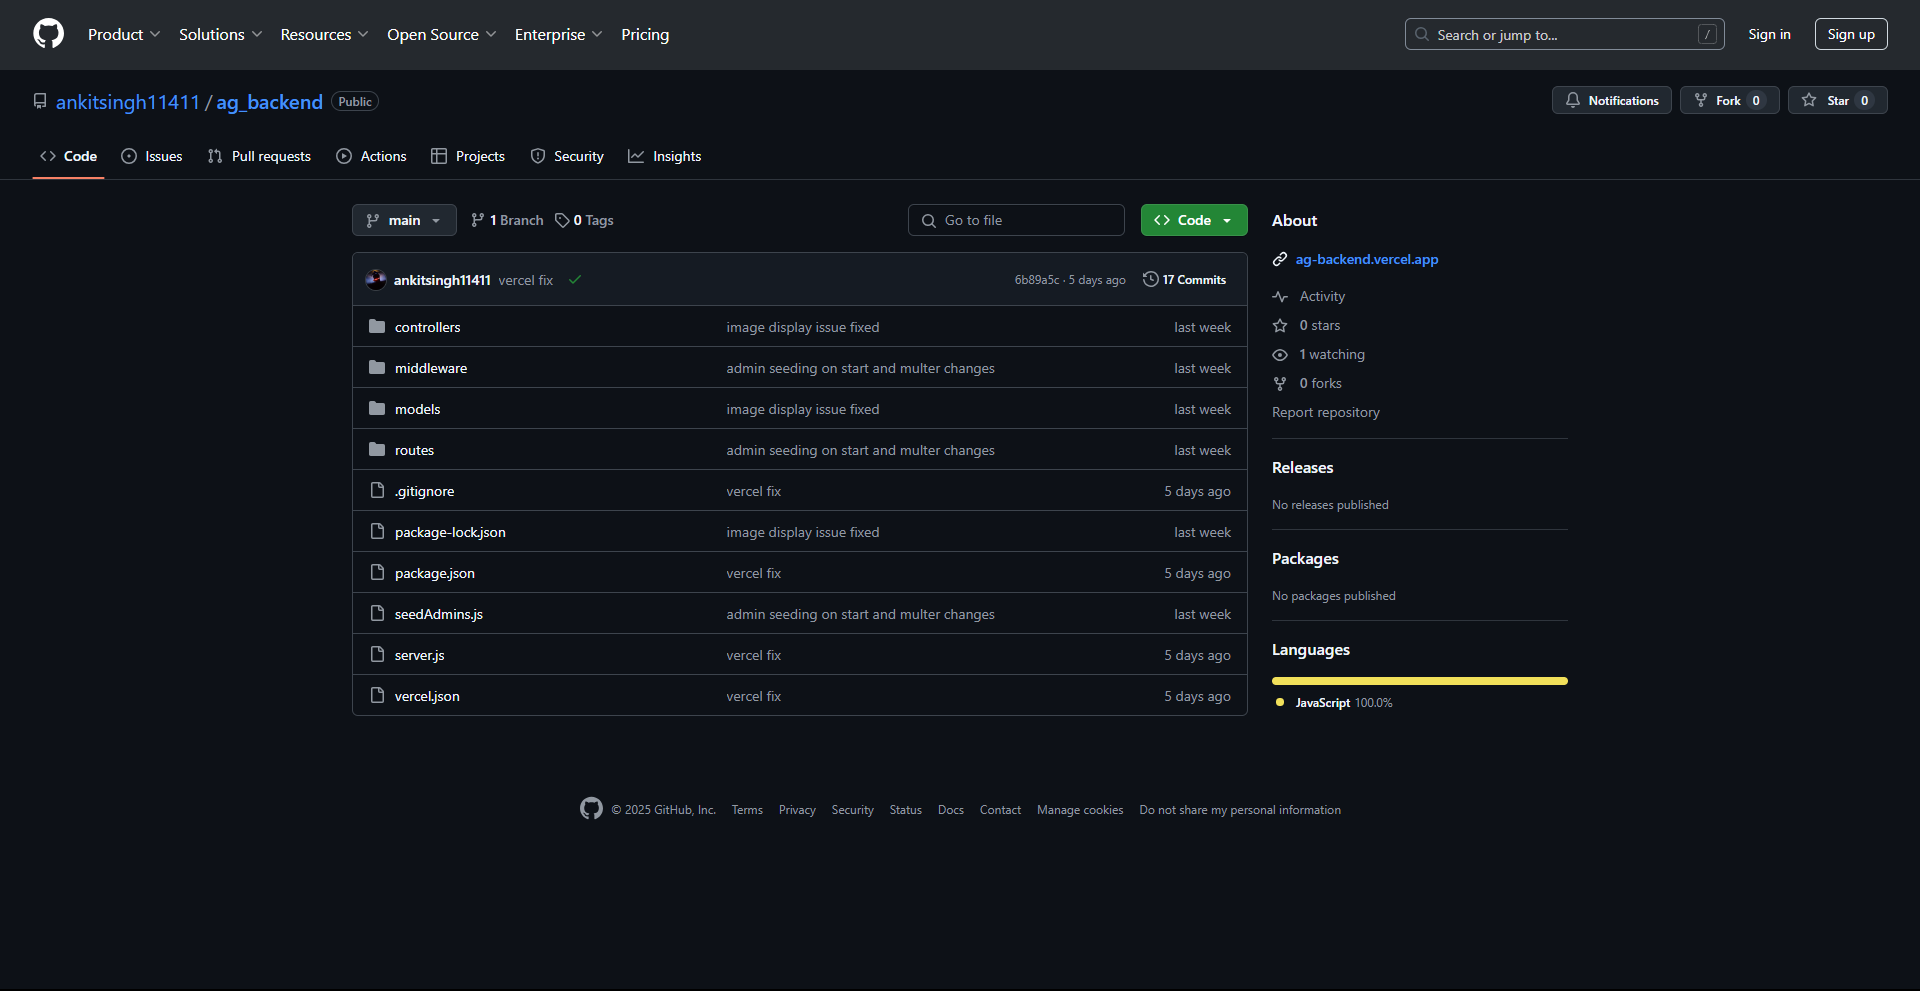 Product Solutions Resources Open Source Enterprise Pricing Search or jump to... / Sign in Sign up
ankitsingh11411 / ag_backend Public Notifications Fork 0 Star 0
Code Issues Pull requests Actions Projects Security Insights
main 1 Branch 0 Tags Go to file Code
ankitsingh11411 vercel fix 6b89a5c · 5 days ago 17 Commits
controllers image display issue fixed last week
middleware admin seeding on start and multer changes last week
models image display issue fixed last week
routes admin seeding on start and multer changes last week
.gitignore vercel fix 5 days ago
package-lock.json image display issue fixed last week
package.json vercel fix 5 days ago
seedAdmins.js admin seeding on start and multer changes last week
server.js vercel fix 5 days ago
vercel.json vercel fix 5 days ago
About
ag-backend.vercel.app
Activity
0 stars
1 watching
0 forks
Report repository
Releases
No releases published
Packages
No packages published
Languages
JavaScript 100.0%
© 2025 GitHub, Inc. Terms Privacy Security Status Docs Contact Manage cookies Do not share my personal information